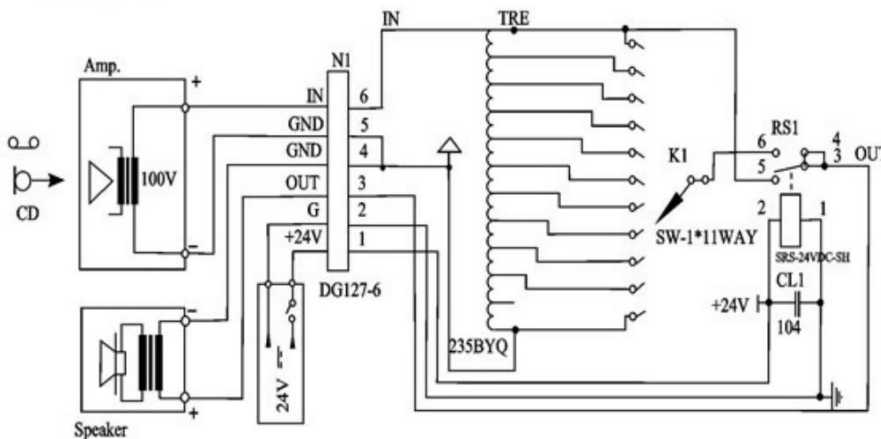 IN
TRE
Amp.
N1
+
IN
6
GND
5
GND
4
OUT
3
G
2
+24V
1
100V
CD
−
DG127-6
K1
RS1
6
4
5
3
OUT
2
1
SW-1*11WAY
SRS-24VDC-SH
CL1
+24V
104
235BYQ
24V
−
+
Speaker